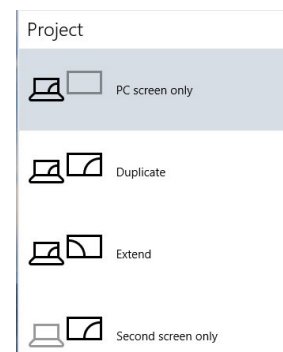 Project
PC screen only
Duplicate
Extend
Second screen only